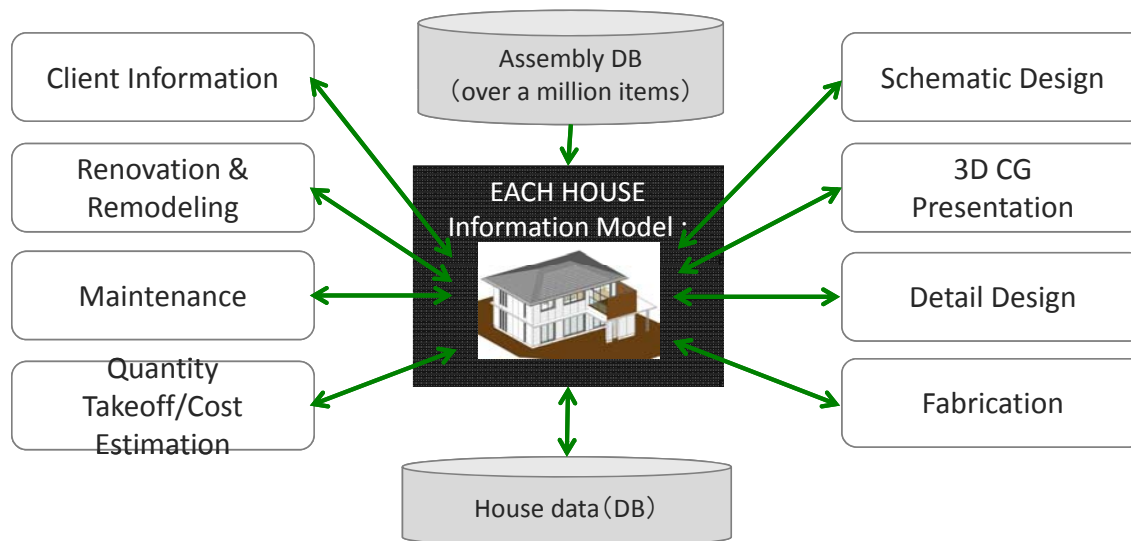 Client Information
Renovation &
Remodeling
Maintenance
Quantity
Takeoff/Cost
Estimation
Assembly DB
（over a million items）
EACH HOUSE
Information Model :
House data（DB）
Schematic Design
3D CG
Presentation
Detail Design
Fabrication